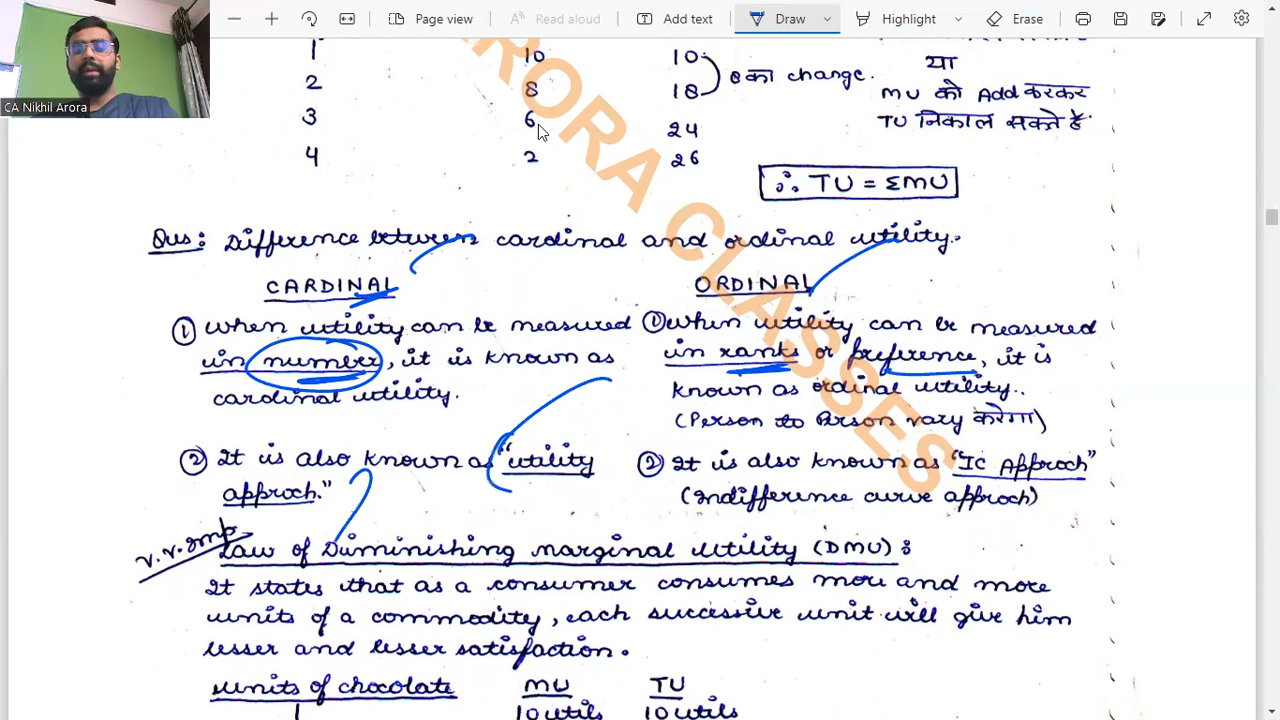 Page view
Read aloud
Add text
Draw
Highlight
Erase
CA Nikhil Arora
1 10 10
2 8 18
8 का change.
3 6 24
4 2 26
या
MU को Add करकर
TU निकाल सकते है
∴ TU = ΣMU
ARORA CLASSES
Qus: Difference between cardinal and ordinal utility.
CARDINAL
① when utility can be measured
in number, it is known as
cardinal utility.
② It is also known as "utility
approch."
ORDINAL
① when utility can be measured
in ranks or preference, it is
known as ordinal utility.
(Person to Person vary करेगा)
② It is also known as "Ic Approch"
(Indifference curve approch)
v.v.imp
Law of Diminishing marginal utility (DMU):
It states that as a consumer consumes more and more
units of a commodity, each successive unit will give him
lesser and lesser satisfaction.
units of chocolate MU TU
1 10 utils 10 utils